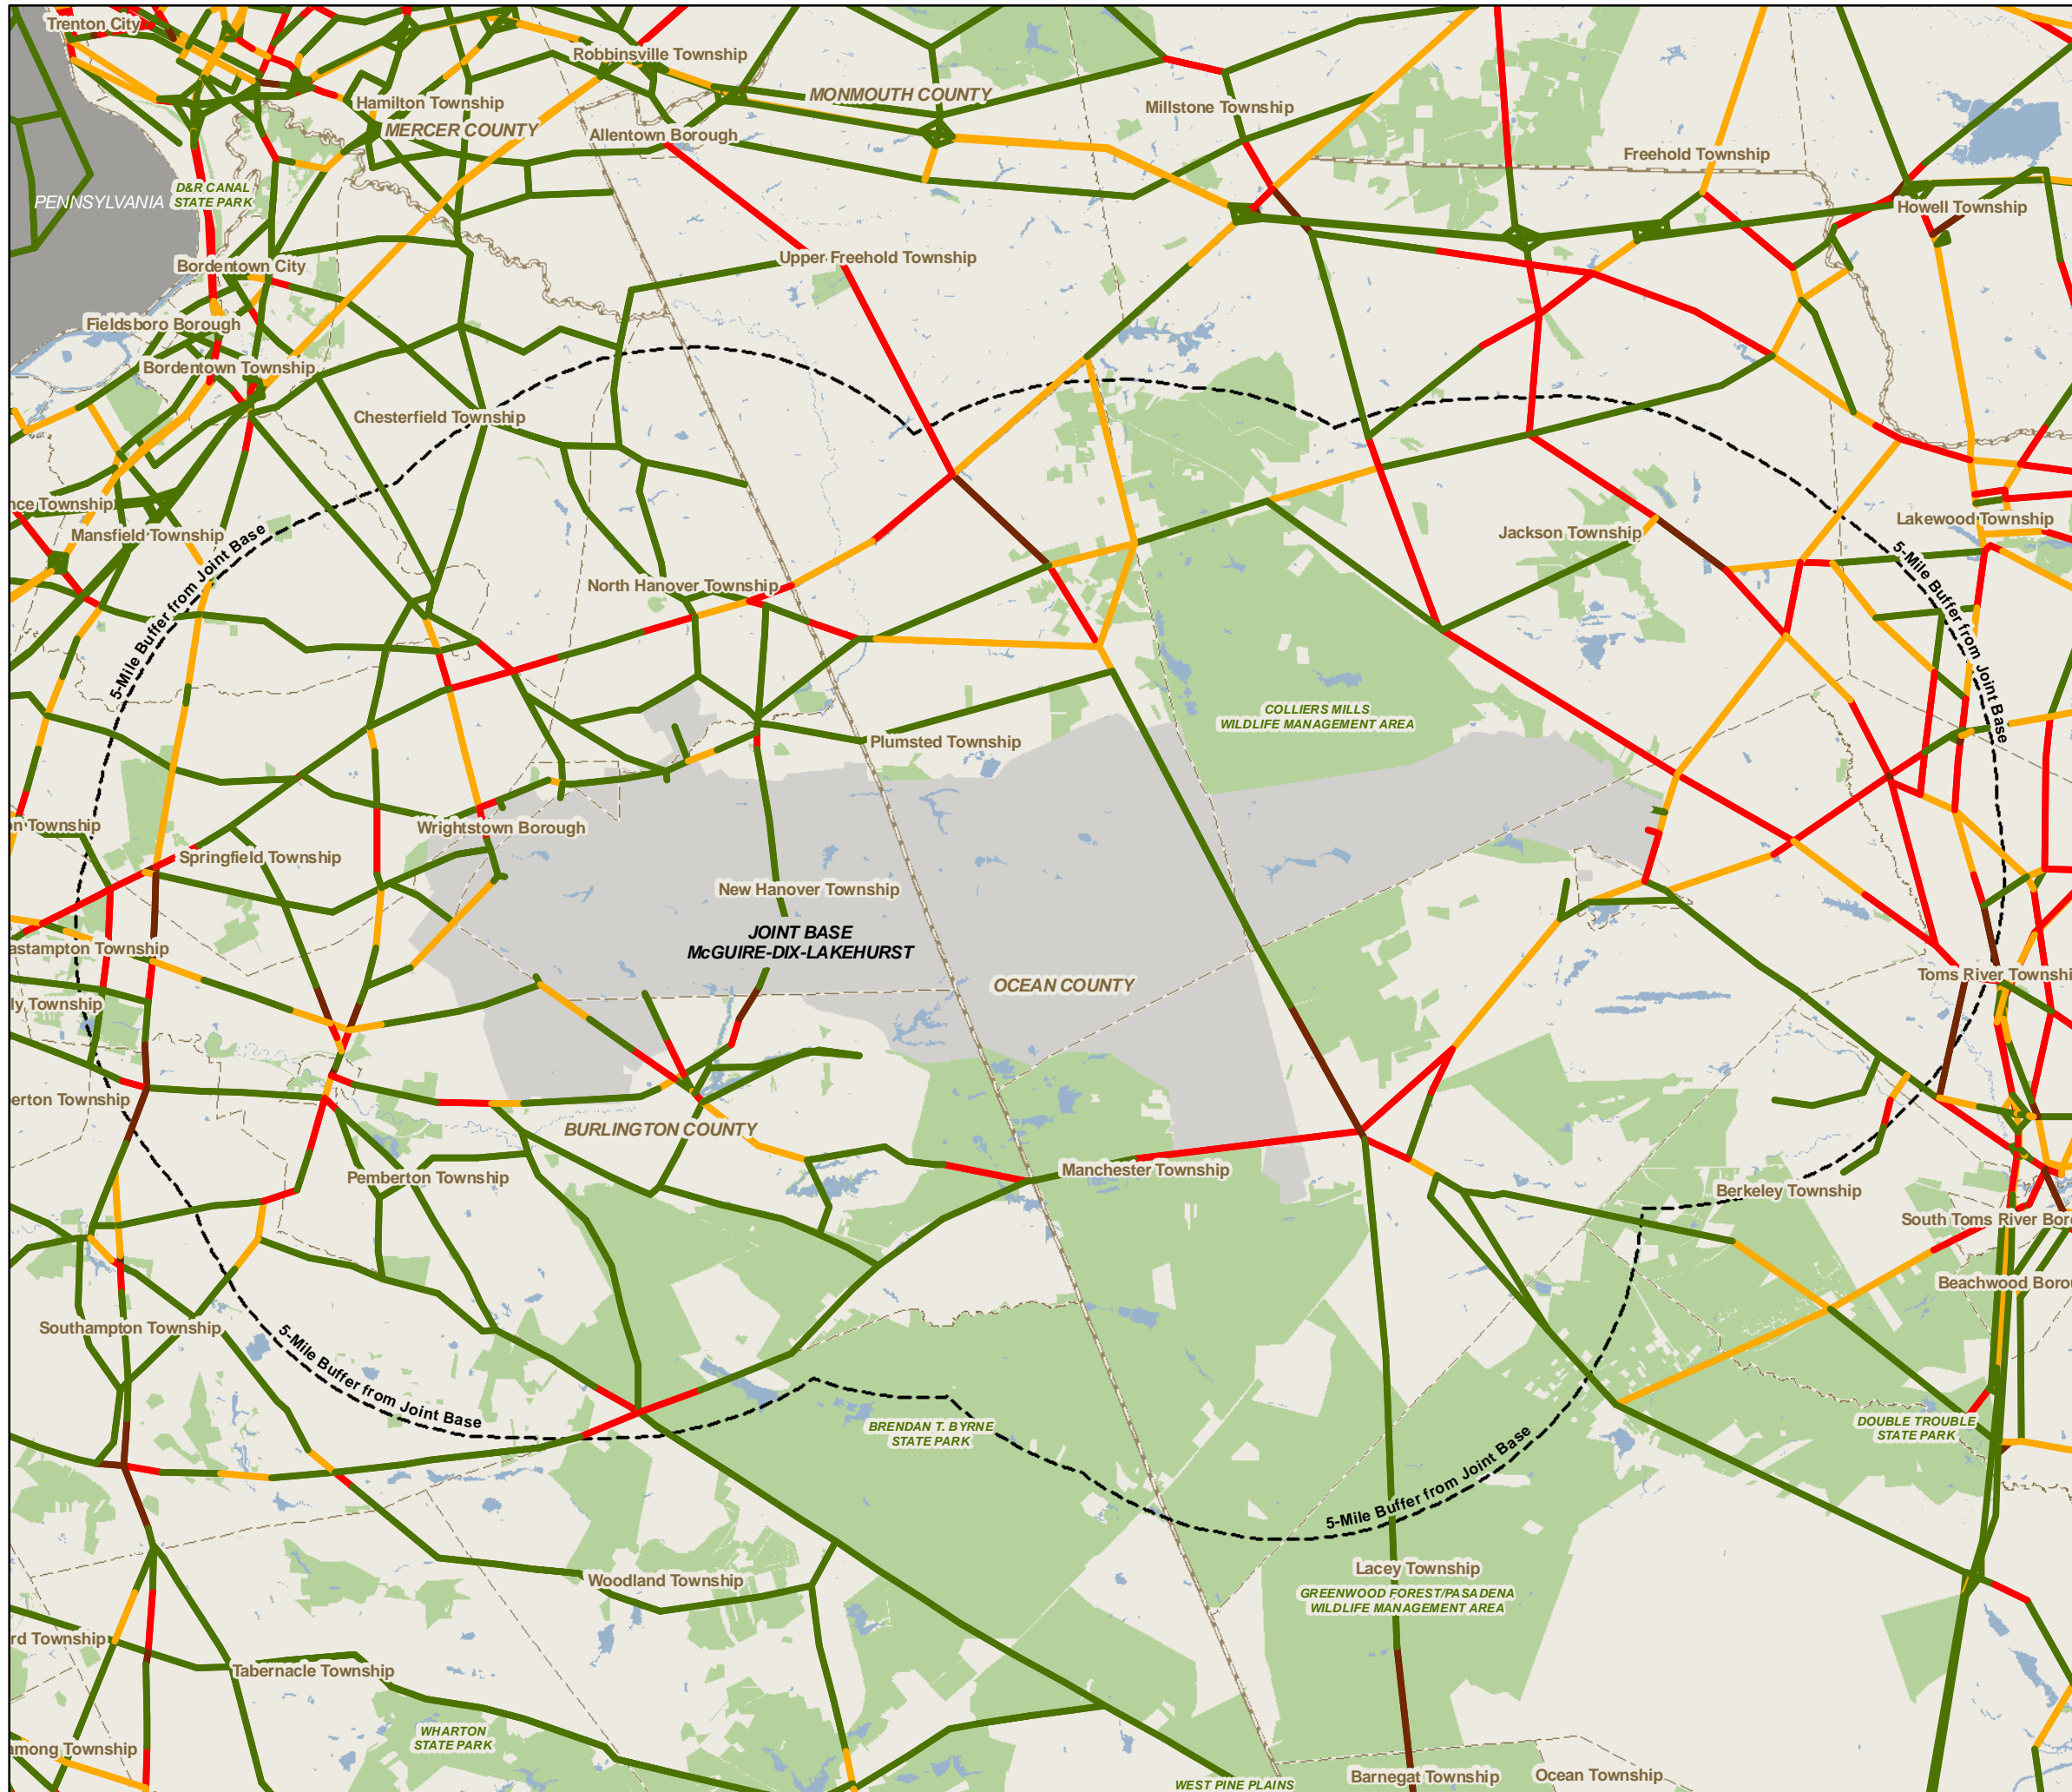 Trenton City
Robbinsville Township
MONMOUTH COUNTY
Hamilton Township
MERCER COUNTY
Allentown Borough
Millstone Township
Freehold Township
PENNSYLVANIA
D&R CANAL
STATE PARK
Howell Township
Bordentown City
Upper Freehold Township
Fieldsboro Borough
Bordentown Township
Chesterfield Township
nce Township
Mansfield Township
5-Mile Buffer from Joint Base
Jackson Township
Lakewood Township
5-Mile Buffer from Joint Base
North Hanover Township
COLLIERS MILLS
WILDLIFE MANAGEMENT AREA
Plumsted Township
on Township
Wrightstown Borough
Springfield Township
New Hanover Township
JOINT BASE
McGUIRE-DIX-LAKEHURST
astampton Township
OCEAN COUNTY
Toms River Townshi
ly Township
erton Township
BURLINGTON COUNTY
Pemberton Township
Manchester Township
Berkeley Township
South Toms River Bor
Beachwood Borou
Southampton Township
5-Mile Buffer from Joint Base
BRENDAN T. BYRNE
STATE PARK
DOUBLE TROUBLE
STATE PARK
5-Mile Buffer from Joint Base
Lacey Township
GREENWOOD FOREST/PASADENA
WILDLIFE MANAGEMENT AREA
Woodland Township
rd Township
Tabernacle Township
WHARTON
STATE PARK
among Township
WEST PINE PLAINS
Barnegat Township
Ocean Township